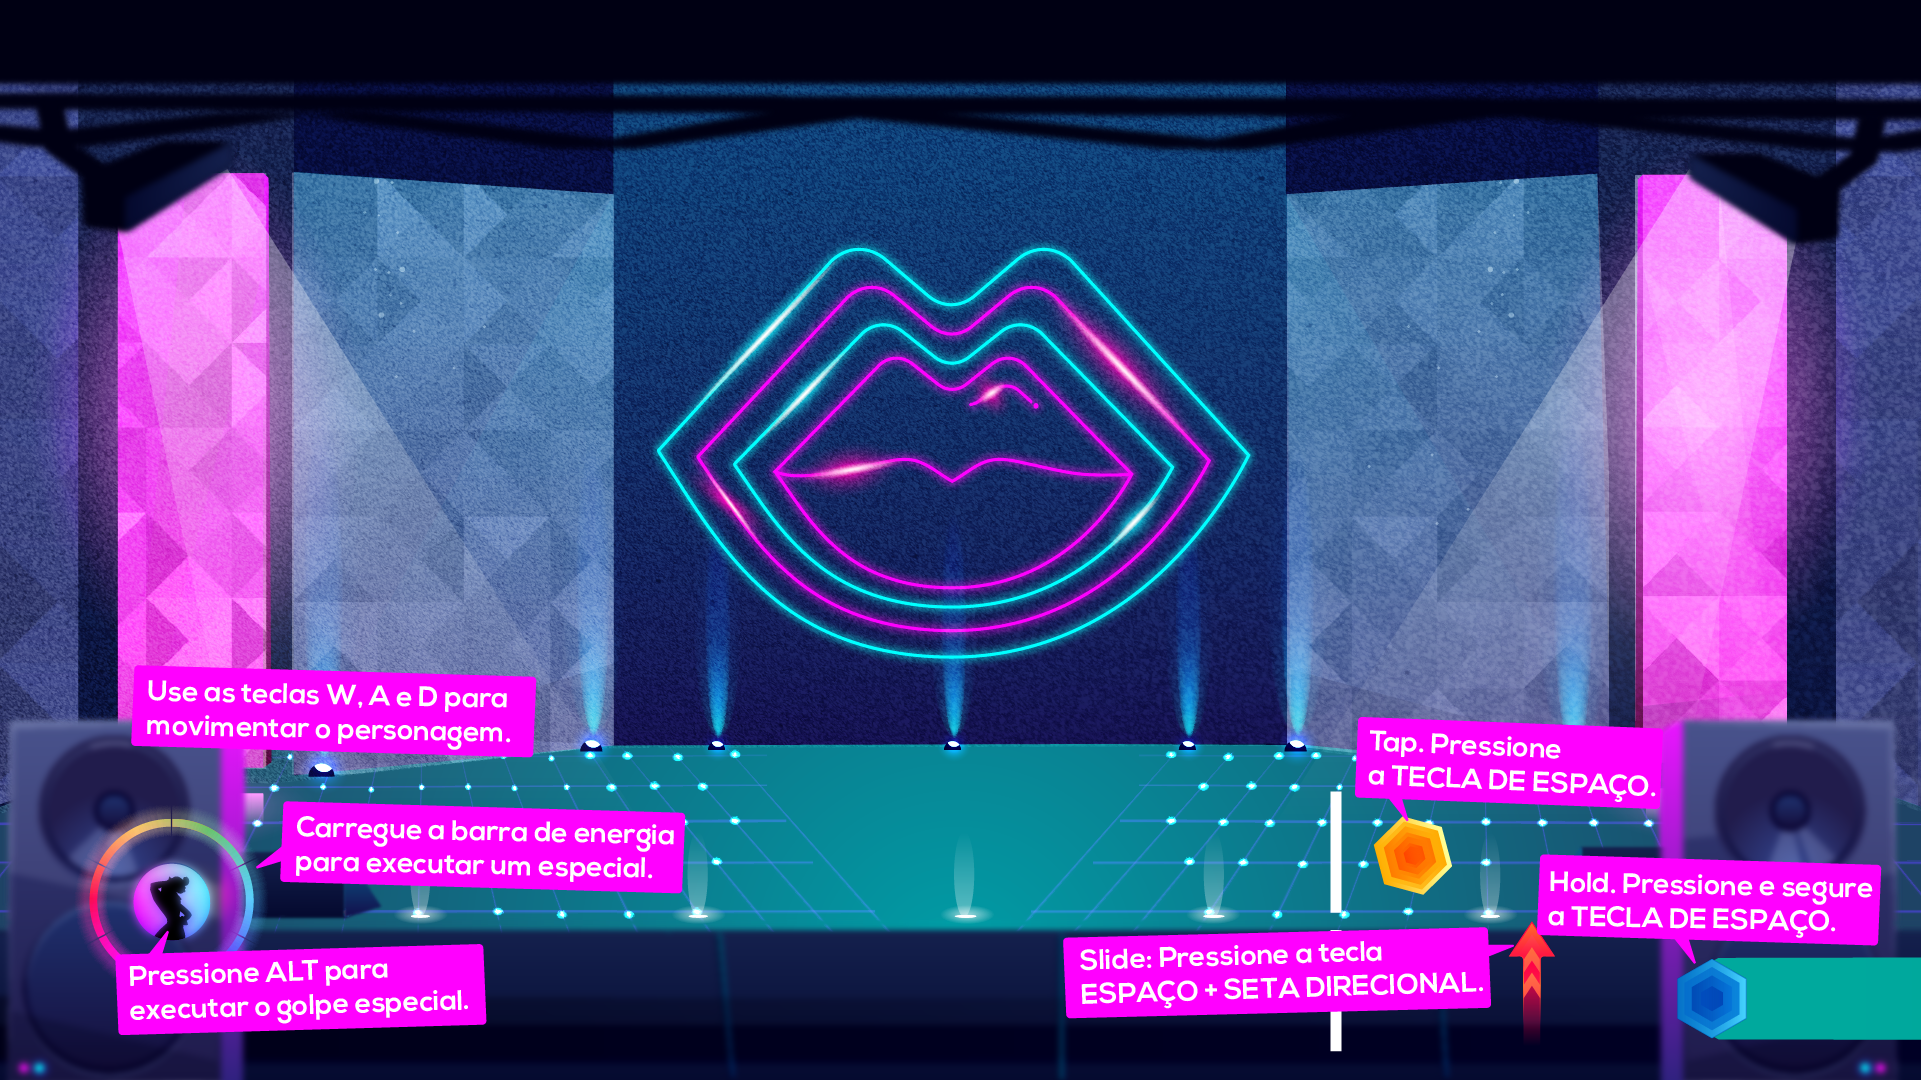 Use as teclas W, A e D para
movimentar o personagem.
Tap. Pressione
a TECLA DE ESPAÇO.
Carregue a barra de energia
para executar um especial.
Hold. Pressione e segure
a TECLA DE ESPAÇO.
Pressione ALT para
executar o golpe especial.
Slide: Pressione a tecla
ESPAÇO + SETA DIRECIONAL.